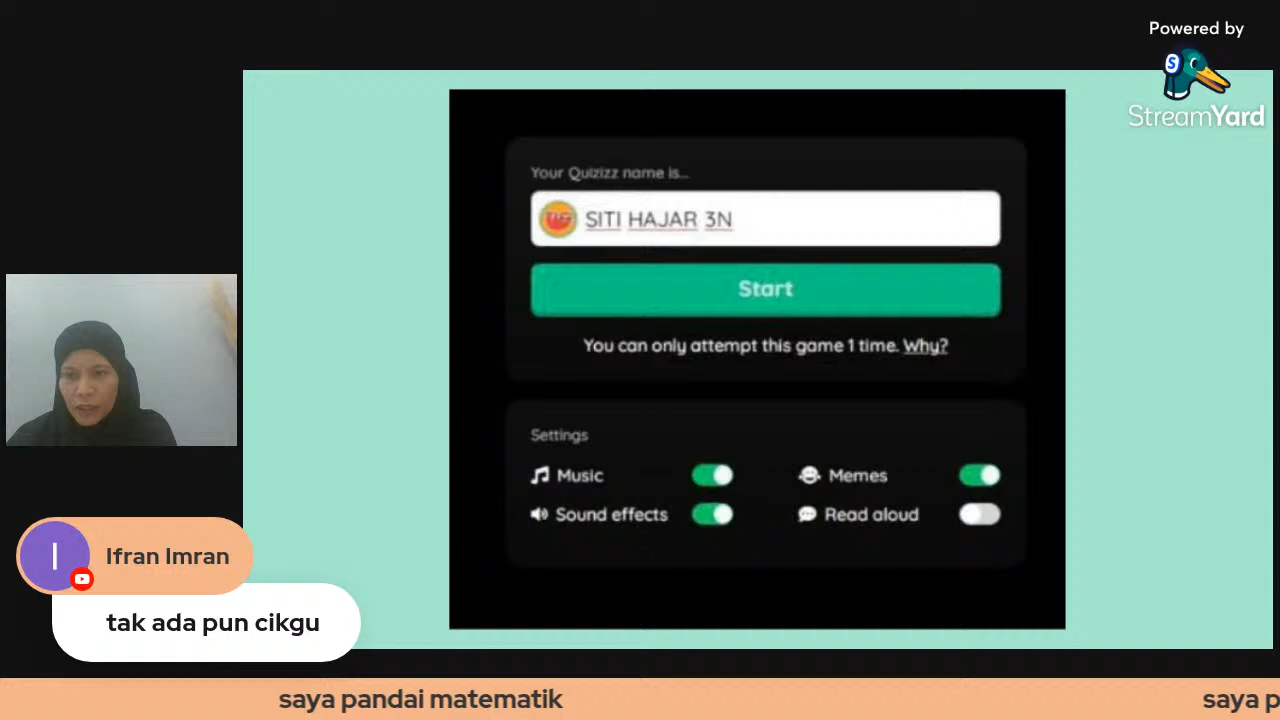 Powered by
StreamYard
Your Quizizz name is...
SITI HAJAR 3N
Start
You can only attempt this game 1 time. Why?
Settings
Music
Memes
Sound effects
Read aloud
I
Ifran Imran
tak ada pun cikgu
saya pandai matematik
saya p